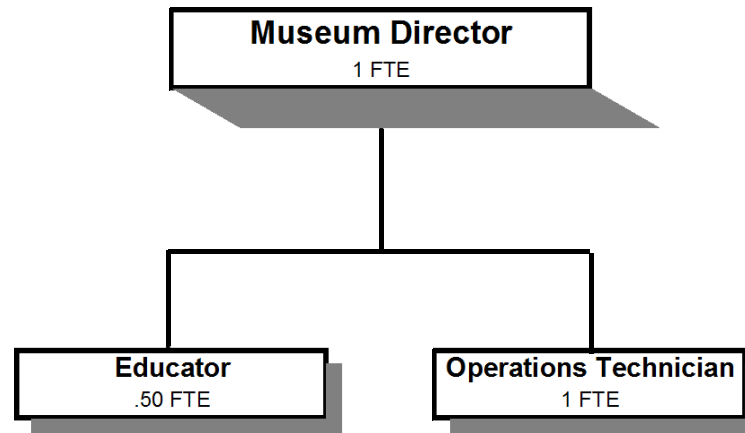 Museum Director
1 FTE
Educator
.50 FTE
Operations Technician
1 FTE